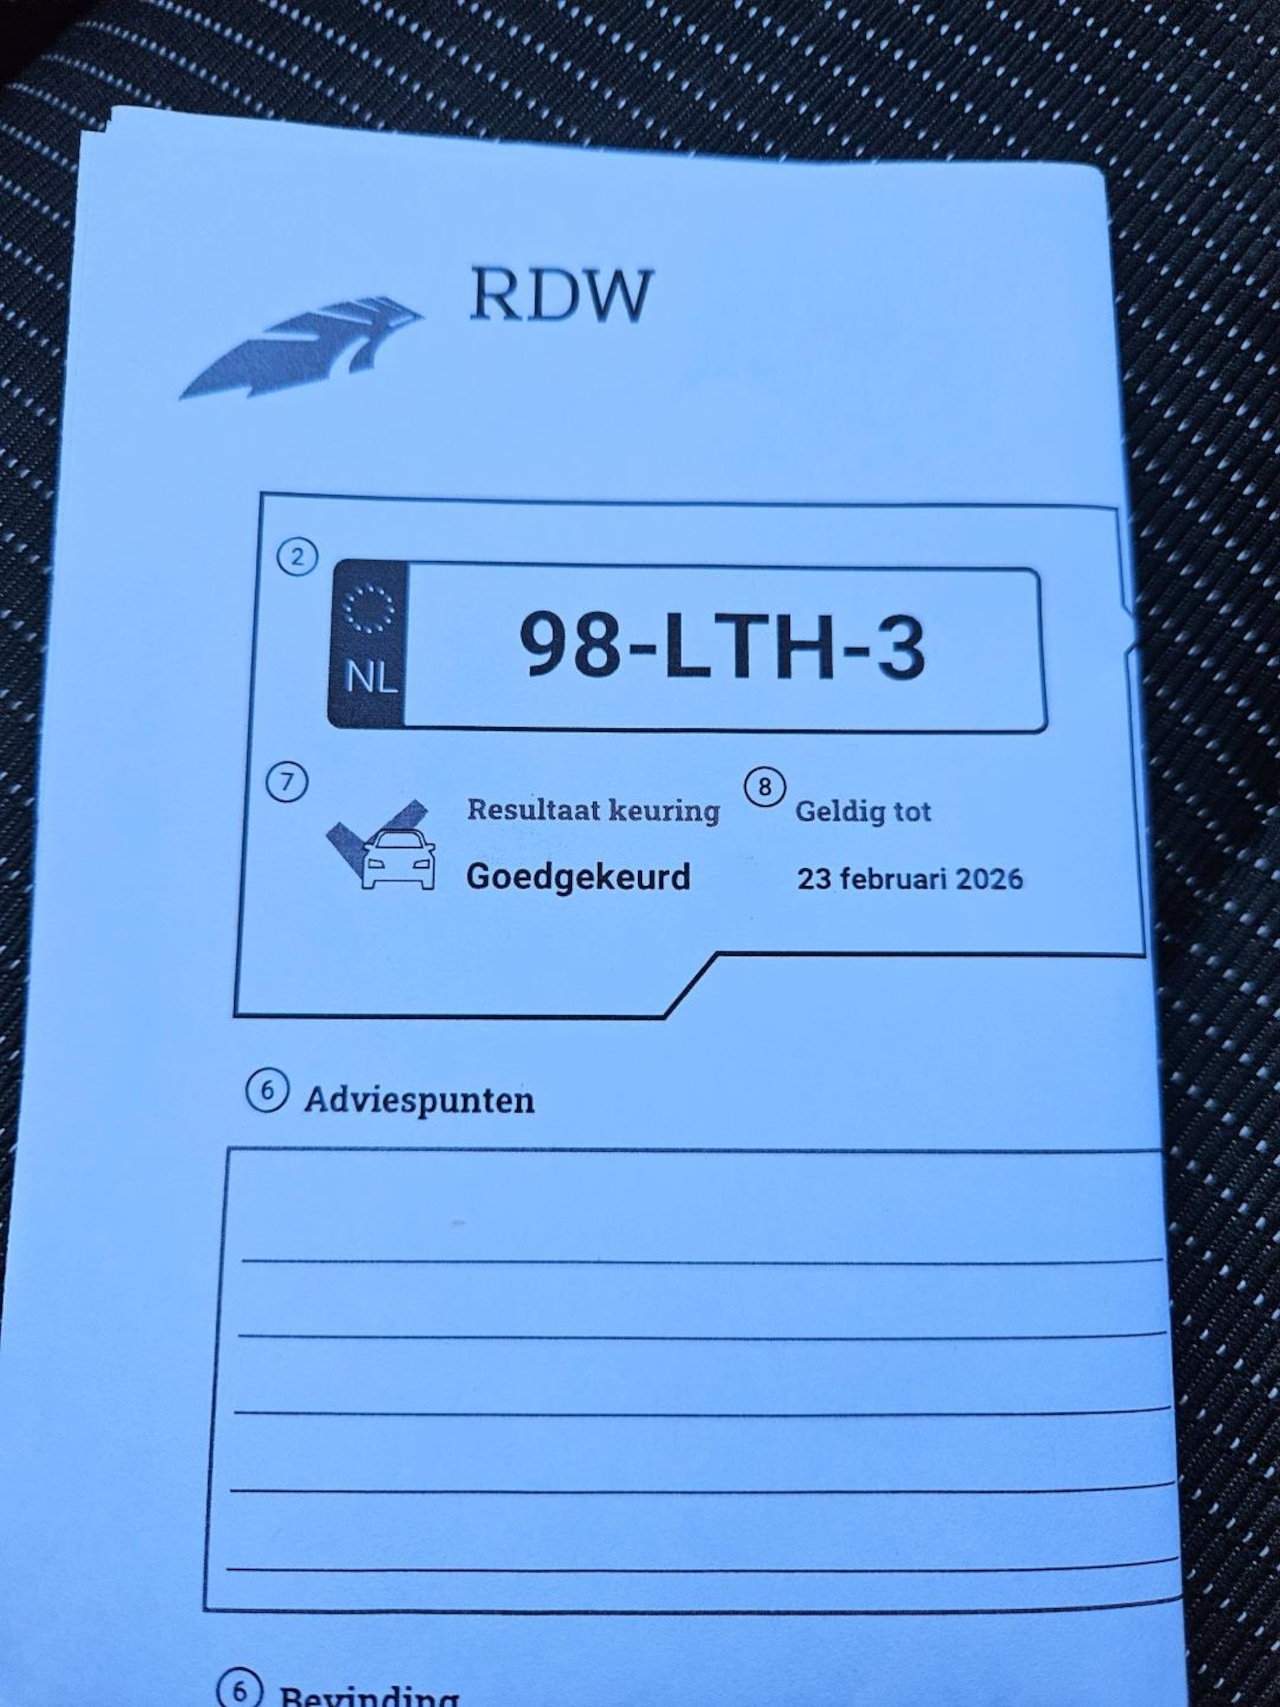 RDW
2
98-LTH-3
NL
7
Resultaat keuring
8
Geldig tot
Goedgekeurd
23 februari 2026
6 Adviespunten
6 Bevinding